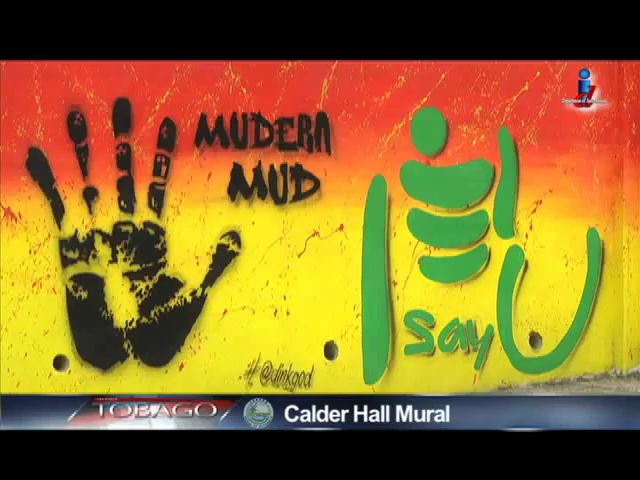 MUDERA
MUD
say
@dinkgod
TOBAGO
Calder Hall Mural